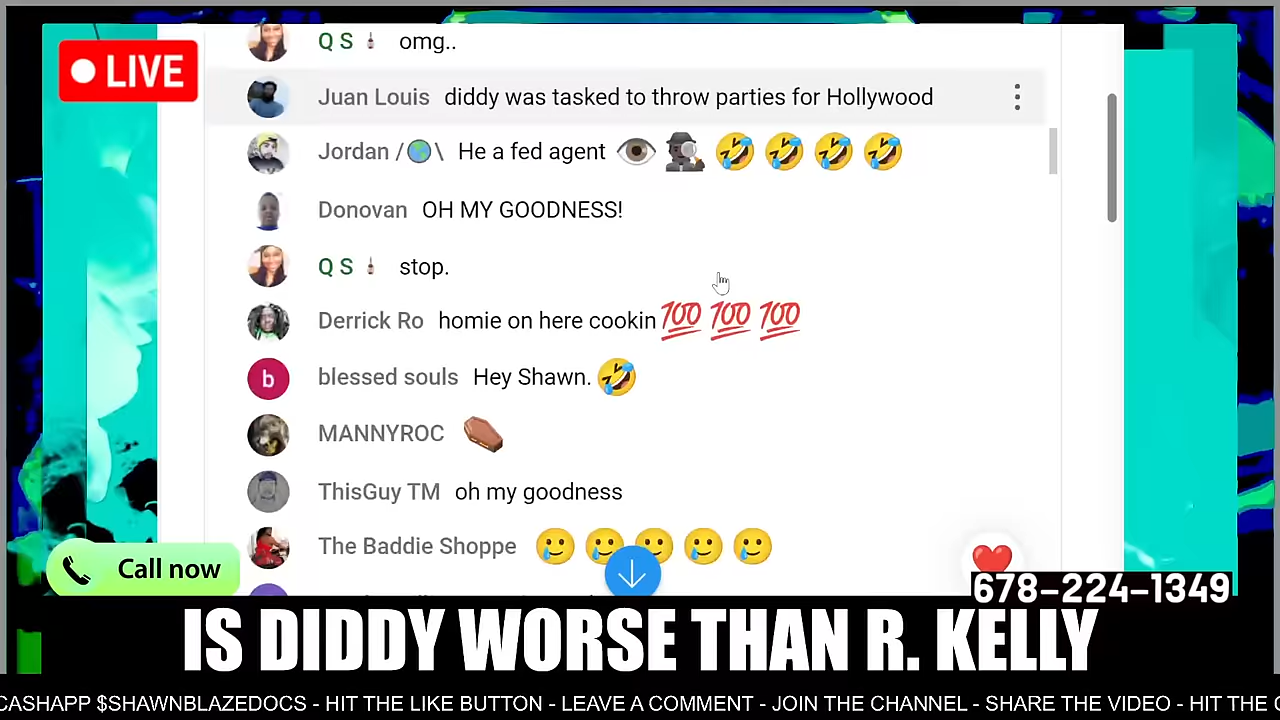 Q S omg..
LIVE
Juan Louis diddy was tasked to throw parties for Hollywood
Jordan /🌎\ He a fed agent 👁️ 🕵🏿 🤣 🤣 🤣 🤣
Donovan OH MY GOODNESS!
Q S stop.
Derrick Ro homie on here cookin 💯 💯 💯
blessed souls Hey Shawn. 🤣
b
MANNYROC ⚰️
ThisGuy TM oh my goodness
The Baddie Shoppe 🥲 🥲 🥲 🥲 🥲
Call now
678-224-1349
IS DIDDY WORSE THAN R. KELLY
CASHAPP $SHAWNBLAZEDOCS - HIT THE LIKE BUTTON - LEAVE A COMMENT - JOIN THE CHANNEL - SHARE THE VIDEO - HIT THE